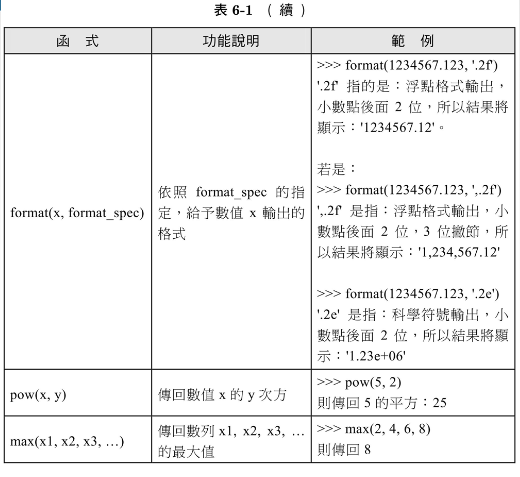 表 6-1 （ 續 ）
函 式
功能說明
範 例
format(x, format_spec)
依照 format_spec 的指
定，給予數值 x 輸出的
格式
>>> format(1234567.123, '.2f')
'.2f' 指的是：浮點格式輸出，
小數點後面 2 位，所以結果將
顯示：'1234567.12'。
若是：
>>> format(1234567.123, ',.2f')
',.2f' 是指：浮點格式輸出，小
數點後面 2 位，3 位撇節，所
以結果將顯示：'1,234,567.12'
>>> format(1234567.123, '.2e')
'.2e' 是指：科學符號輸出，小
數點後面 2 位，所以結果將顯
示：'1.23e+06'
pow(x, y)
傳回數值 x 的 y 次方
>>> pow(5, 2)
則傳回 5 的平方：25
max(x1, x2, x3, …)
傳回數列 x1, x2, x3, …
的最大值
>>> max(2, 4, 6, 8)
則傳回 8